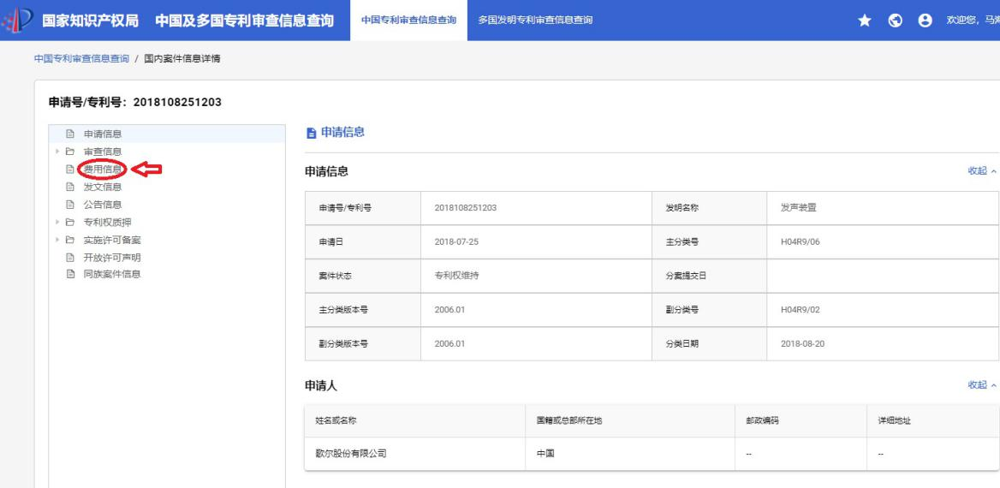 国家知识产权局 中国及多国专利审查信息查询 中国专利审查信息查询 多国发明专利审查信息查询 欢迎您，马海
中国专利审查信息查询 / 国内案件信息详情
申请号/专利号：2018108251203
申请信息
审查信息
费用信息
发文信息
公告信息
专利权质押
实施许可备案
开放许可声明
同族案件信息
申请信息
申请信息 收起
申请号/专利号 2018108251203 发明名称 发声装置
申请日 2018-07-25 主分类号 H04R9/06
案件状态 专利权维持 分案提交日
主分类版本号 2006.01 副分类号 H04R9/02
副分类版本号 2006.01 分类日期 2018-08-20
申请人 收起
姓名或名称 国籍或总部所在地 邮政编码 详细地址
歌尔股份有限公司 中国 -- --